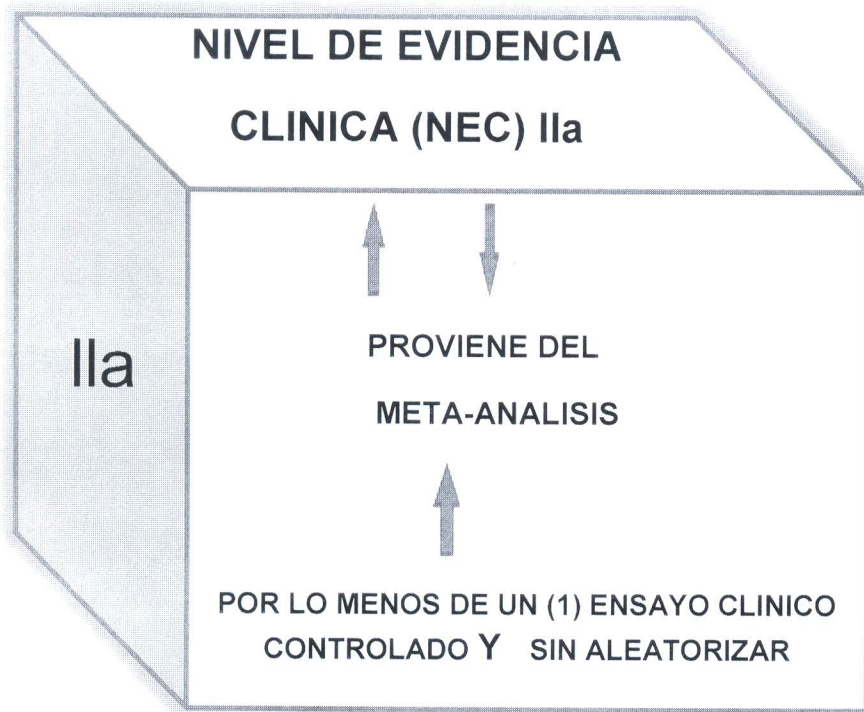 NIVEL DE EVIDENCIA
CLINICA (NEC) IIa
IIa
PROVIENE DEL
META-ANALISIS
POR LO MENOS DE UN (1) ENSAYO CLINICO
CONTROLADO Y SIN ALEATORIZAR